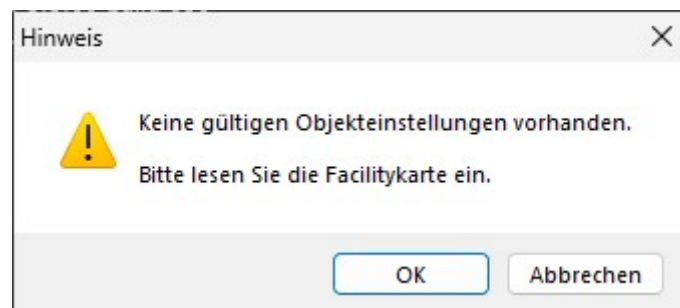 Hinweis
Keine gültigen Objekteinstellungen vorhanden.
Bitte lesen Sie die Facilitykarte ein.
OK
Abbrechen